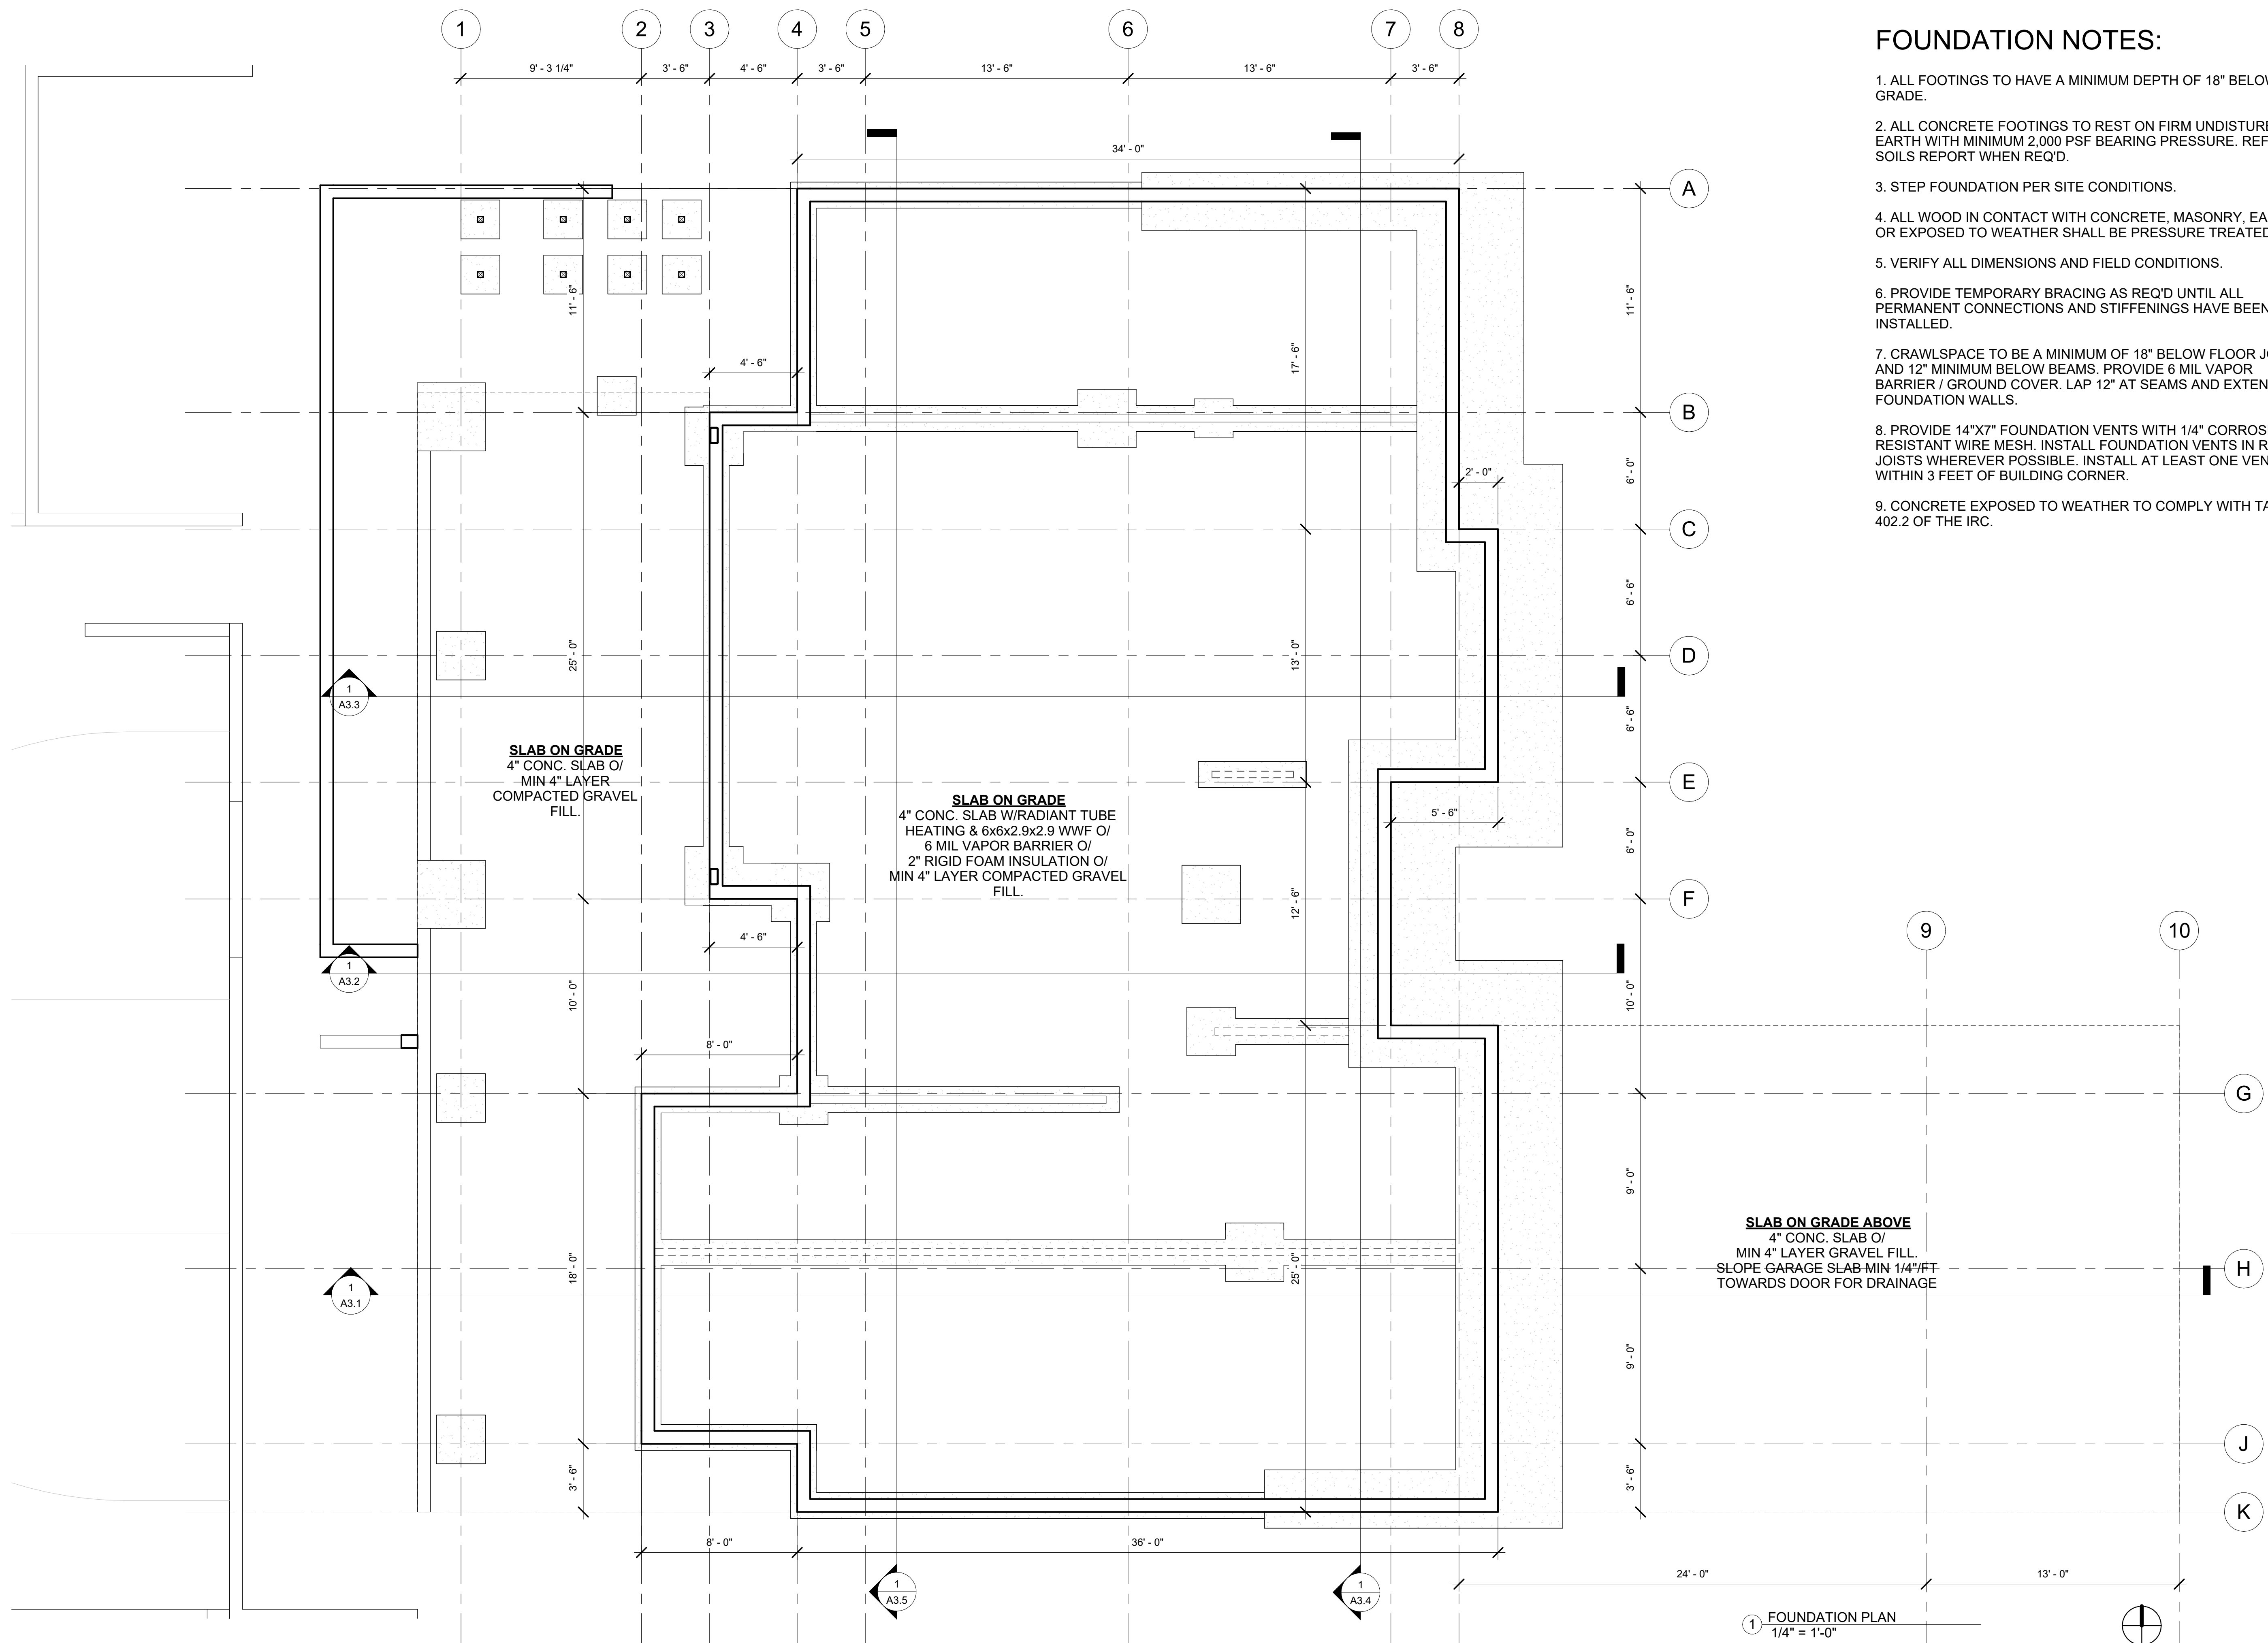 1 2 3 4 5 6 7 8
9' - 3 1/4" 3' - 6" 4' - 6" 3' - 6" 13' - 6" 13' - 6" 3' - 6"
34' - 0"
FOUNDATION NOTES:
1. ALL FOOTINGS TO HAVE A MINIMUM DEPTH OF 18"
GRADE.
2. ALL CONCRETE FOOTINGS TO REST ON FIRM
EARTH WITH MINIMUM 2,000 PSF BEARING PRESSURE.
SOILS REPORT WHEN REQ'D.
3. STEP FOUNDATION PER SITE CONDITIONS.
4. ALL WOOD IN CONTACT WITH CONCRETE, MASONRY,
OR EXPOSED TO WEATHER SHALL BE PRESSURE
5. VERIFY ALL DIMENSIONS AND FIELD CONDITIONS.
6. PROVIDE TEMPORARY BRACING AS REQ'D UNTIL ALL
PERMANENT CONNECTIONS AND STIFFENINGS HAVE BEEN
INSTALLED.
7. CRAWLSPACE TO BE A MINIMUM OF 18" BELOW FLOOR
AND 12" MINIMUM BELOW BEAMS. PROVIDE 6 MIL VAPOR
BARRIER / GROUND COVER. LAP 12" AT SEAMS AND
FOUNDATION WALLS.
8. PROVIDE 14"X7" FOUNDATION VENTS WITH 1/4"
RESISTANT WIRE MESH. INSTALL FOUNDATION VENTS IN
JOISTS WHEREVER POSSIBLE. INSTALL AT LEAST ONE
WITHIN 3 FEET OF BUILDING CORNER.
9. CONCRETE EXPOSED TO WEATHER TO COMPLY WITH
402.2 OF THE IRC.
A
11' - 6"
11' - 6"
17' - 6"
4' - 6"
B
2' - 0"
6' - 0"
C
6' - 6"
25' - 0"
13' - 0"
D
1
A3.3
6' - 6"
SLAB ON GRADE
4" CONC. SLAB O/
MIN 4" LAYER
COMPACTED GRAVEL
FILL.
E
SLAB ON GRADE
4" CONC. SLAB W/RADIANT TUBE
HEATING & 6x6x2.9x2.9 WWF O/
6 MIL VAPOR BARRIER O/
2" RIGID FOAM INSULATION O/
MIN 4" LAYER COMPACTED GRAVEL
FILL.
5' - 6"
6' - 0"
12' - 6"
F
4' - 6"
9 10
1
A3.2
10' - 0"
10' - 0"
8' - 0"
G
9' - 0"
SLAB ON GRADE ABOVE
4" CONC. SLAB O/
MIN 4" LAYER GRAVEL FILL.
SLOPE GARAGE SLAB MIN 1/4"/FT
TOWARDS DOOR FOR DRAINAGE
18' - 0"
25' - 0"
H
1
A3.1
9' - 0"
J
3' - 6"
3' - 6"
K
8' - 0" 36' - 0"
24' - 0" 13' - 0"
1
A3.5
1
A3.4
1 FOUNDATION PLAN
1/4" = 1'-0"